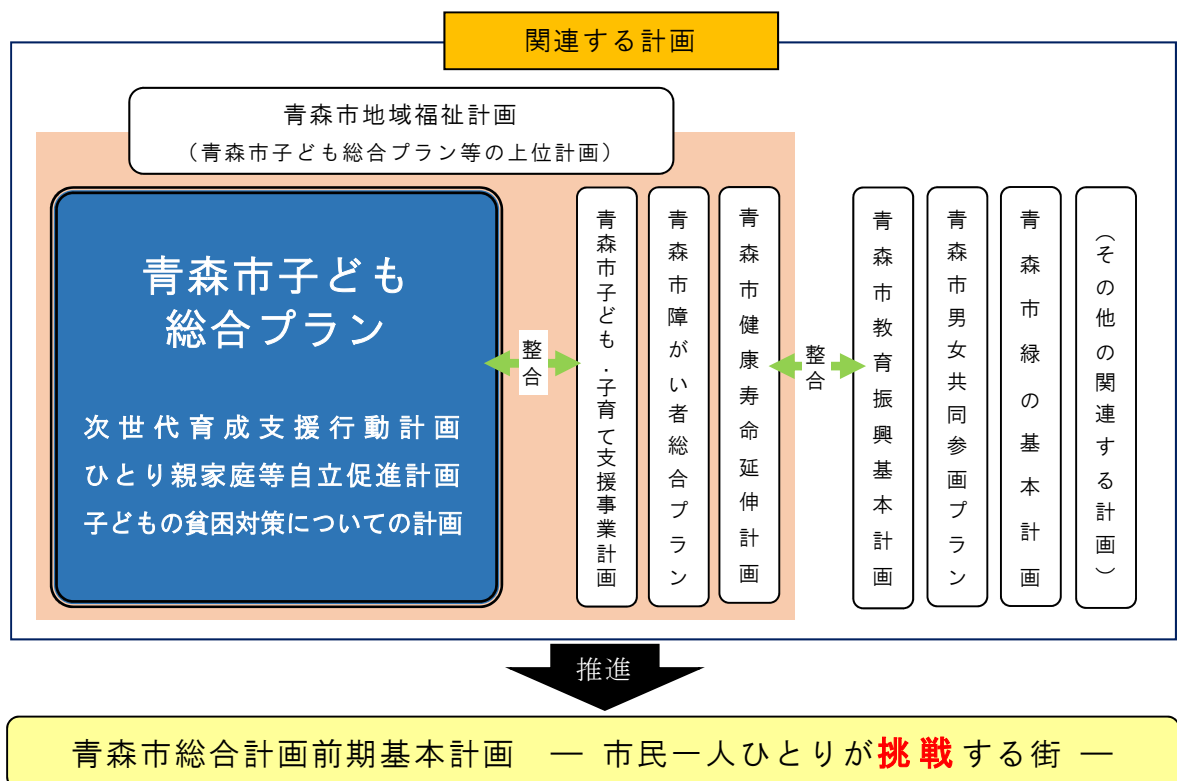 関連する計画
青森市地域福祉計画
（青森市子ども総合プラン等の上位計画）
青森市子ども
総合プラン
次世代育成支援行動計画
ひとり親家庭等自立促進計画
子どもの貧困対策についての計画
整合
青森市子ども・子育て支援事業計画
青森市障がい者総合プラン
青森市健康寿命延伸計画
整合
青森市教育振興基本計画
青森市男女共同参画プラン
青森市緑の基本計画
（その他の関連する計画）
推進
青森市総合計画前期基本計画　― 市民一人ひとりが挑戦する街 ―